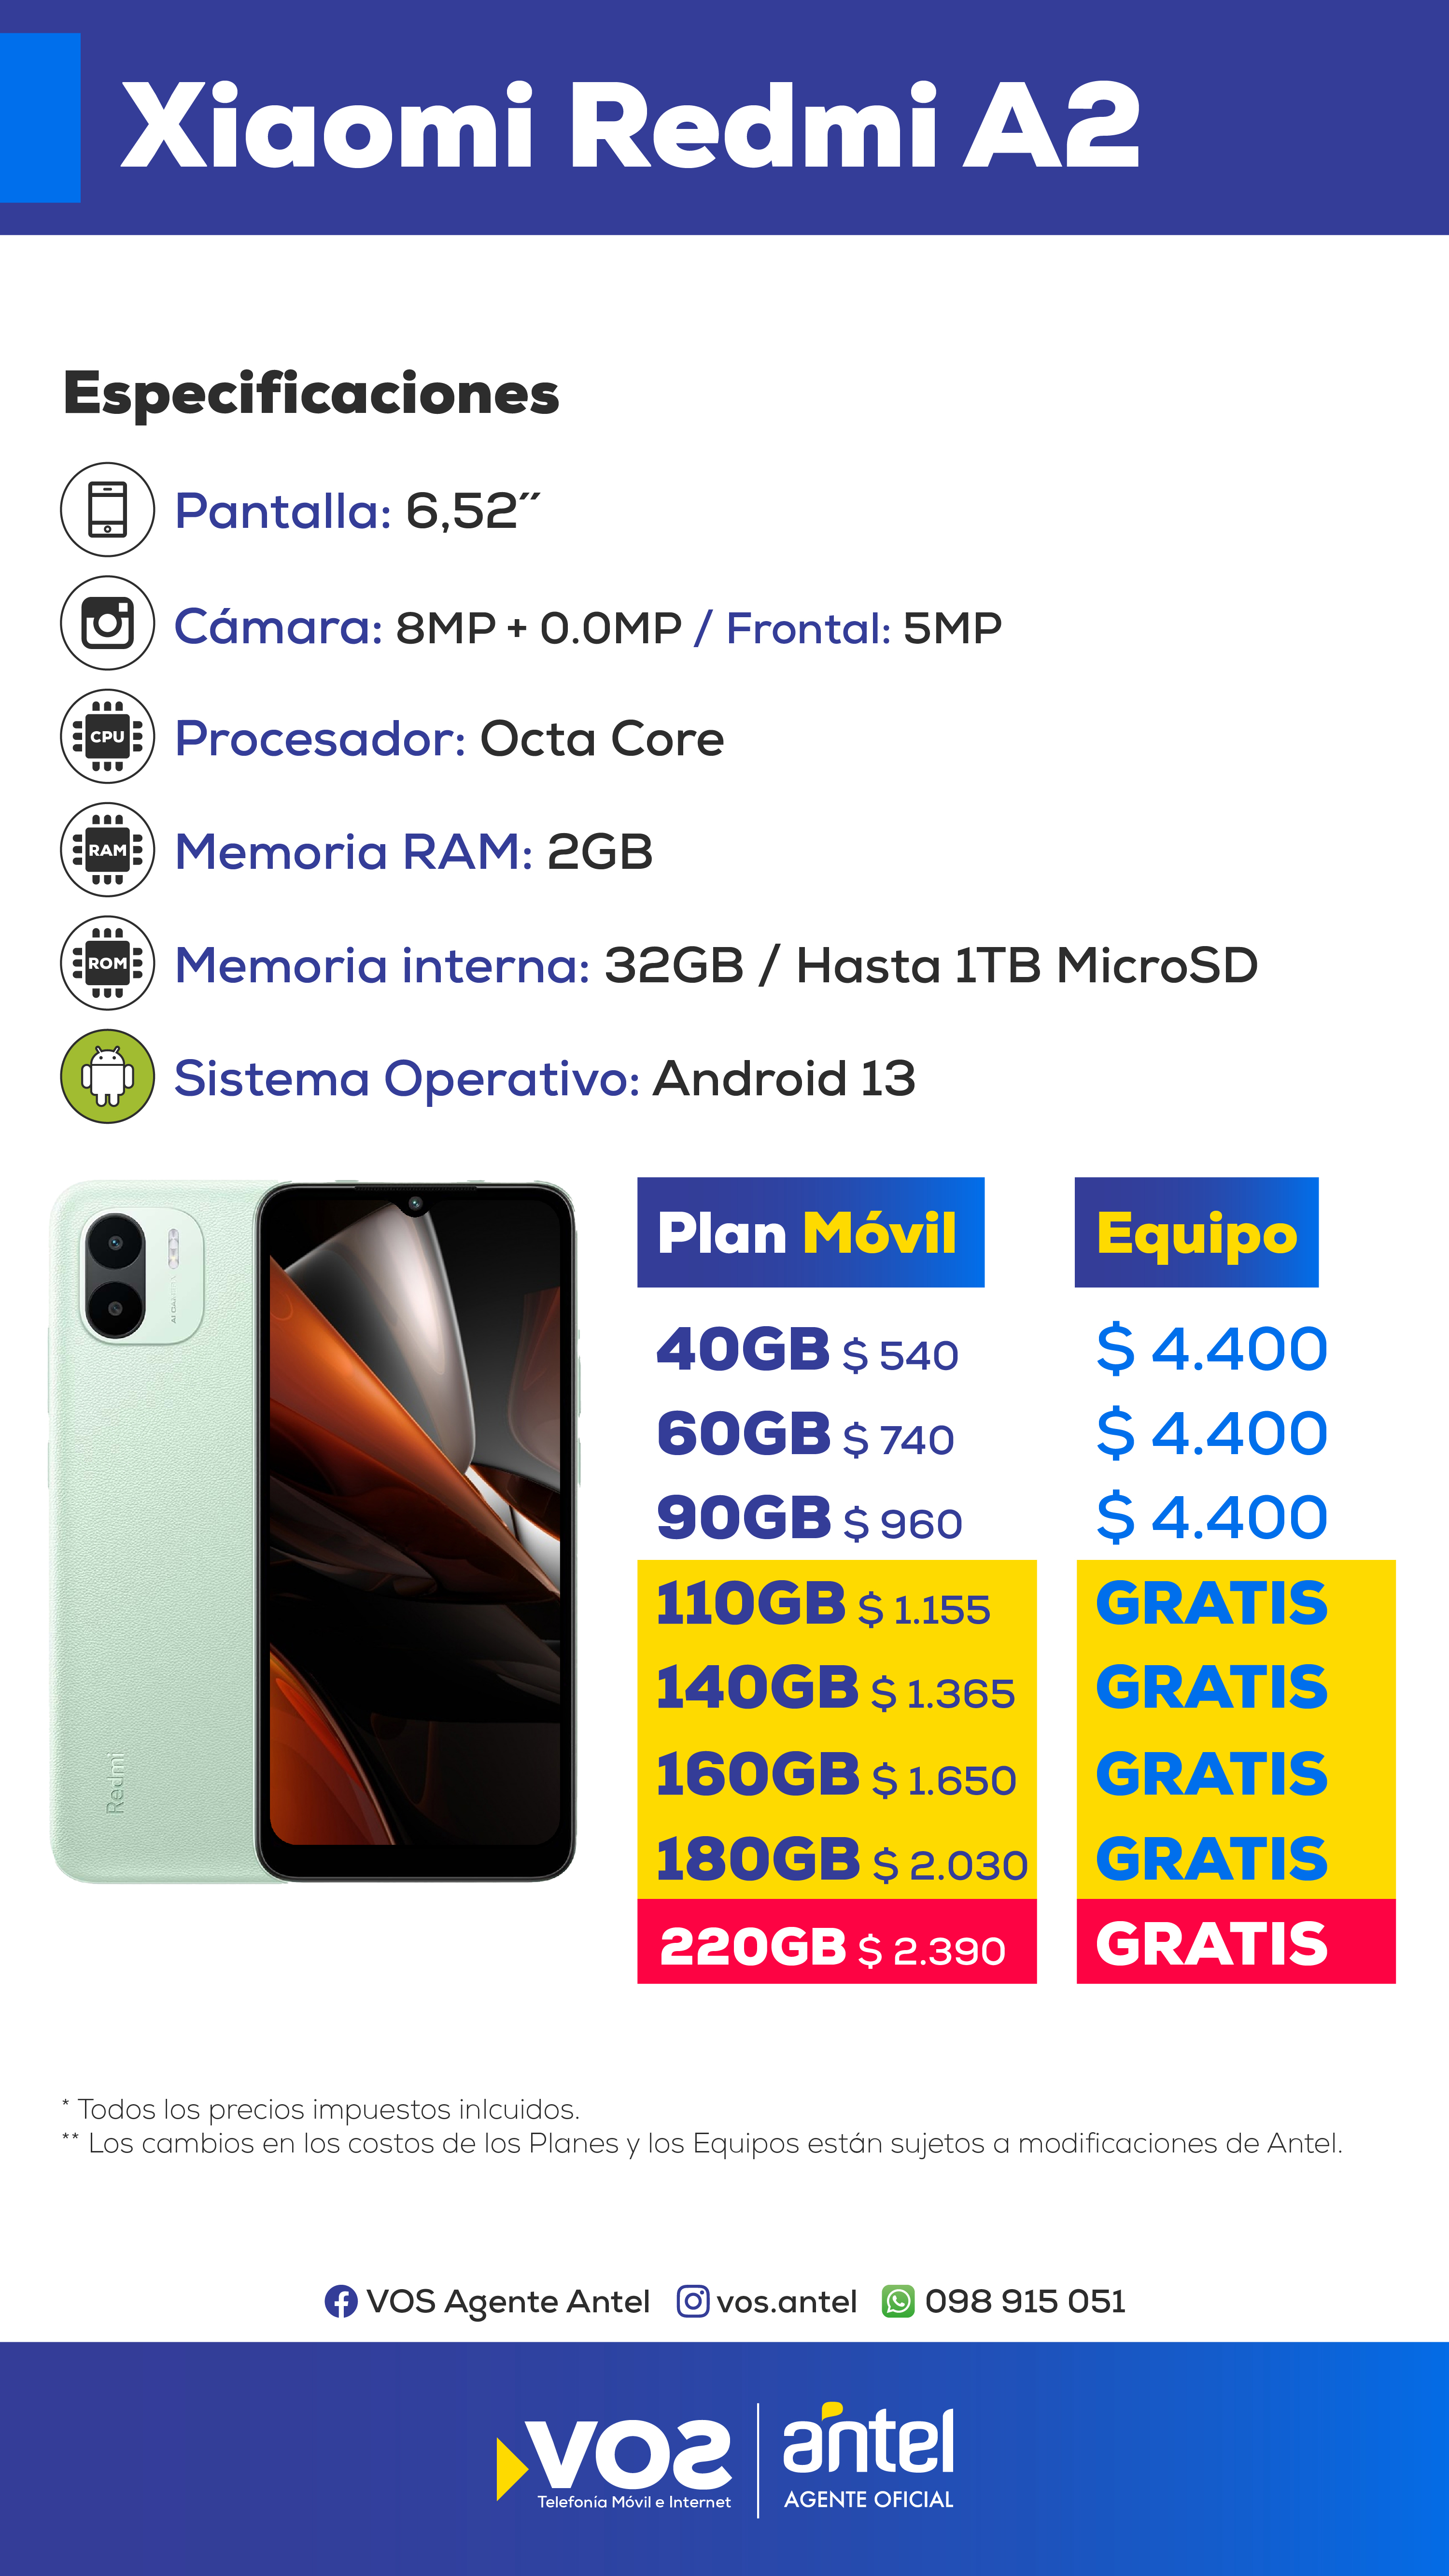 Xiaomi Redmi A2
Especificaciones
Pantalla: 6,52´´
Cámara: 8MP + 0.0MP / Frontal: 5MP
CPU
Procesador: Octa Core
RAM
Memoria RAM: 2GB
ROM
Memoria interna: 32GB / Hasta 1TB MicroSD
Sistema Operativo: Android 13
Redmi
Plan Móvil Equipo
40GB $ 540 $ 4.400
60GB $ 740 $ 4.400
90GB $ 960 $ 4.400
110GB $ 1.155 GRATIS
140GB $ 1.365 GRATIS
160GB $ 1.650 GRATIS
180GB $ 2.030 GRATIS
220GB $ 2.390 GRATIS
* Todos los precios impuestos inlcuidos.
** Los cambios en los costos de los Planes y los Equipos están sujetos a modificaciones de Antel.
VOS Agente Antel vos.antel 098 915 051
VOS
Telefonía Móvil e Internet
antel
AGENTE OFICIAL